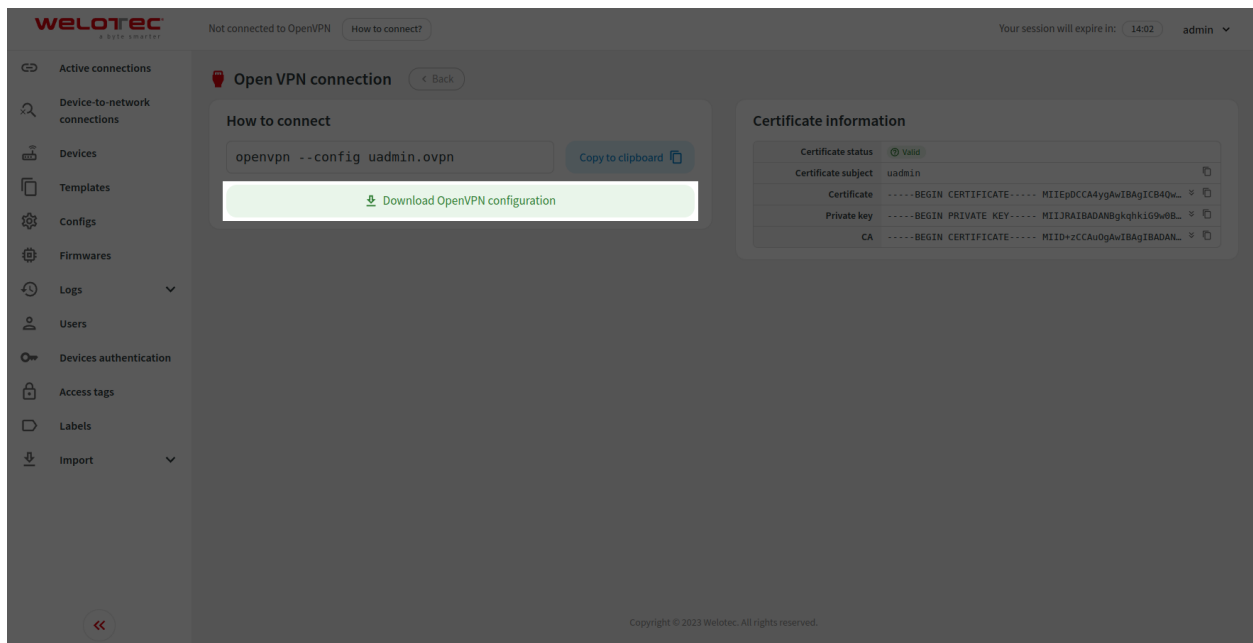 welotec
a byte smarter
Not connected to OpenVPN
How to connect?
Your session will expire in: 14:02
admin
Active connections
Device-to-network
connections
Devices
Templates
Configs
Firmwares
Logs
Users
Devices authentication
Access tags
Labels
Import
Open VPN connection
Back
How to connect
openvpn --config uadmin.ovpn
Copy to clipboard
Download OpenVPN configuration
Certificate information
Certificate status Valid
Certificate subject uadmin
Certificate -----BEGIN CERTIFICATE----- MIIEpDCCA4ygAwIBAgICB4Qw…
Private key -----BEGIN PRIVATE KEY----- MIIJRAIBADANBgkqhkiG9w0B…
CA -----BEGIN CERTIFICATE----- MIID+zCCAuOgAwIBAgIBADAN…
Copyright © 2023 Welotec. All rights reserved.